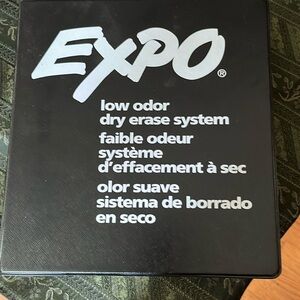 EXPO®
low odor
dry erase system
faible odeur
système
d'effacement à sec
olor suave
sistema de borrado
en seco